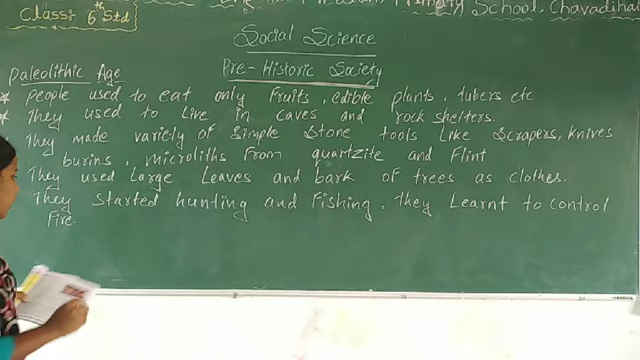 Primary School, Chavadihal
Class: 6th Std
Social Science
Pre-Historic Society
Paleolithic Age
* People used to eat only fruits, edible plants, tubers etc
* They used to Live in caves and rock shelters.
They made variety of Simple Stone tools Like Scrapers, knives
burins, microliths From quartzite and Flint.
They used Large Leaves and bark of trees as clothes.
They started hunting and Fishing. They Learnt to control
Fire.